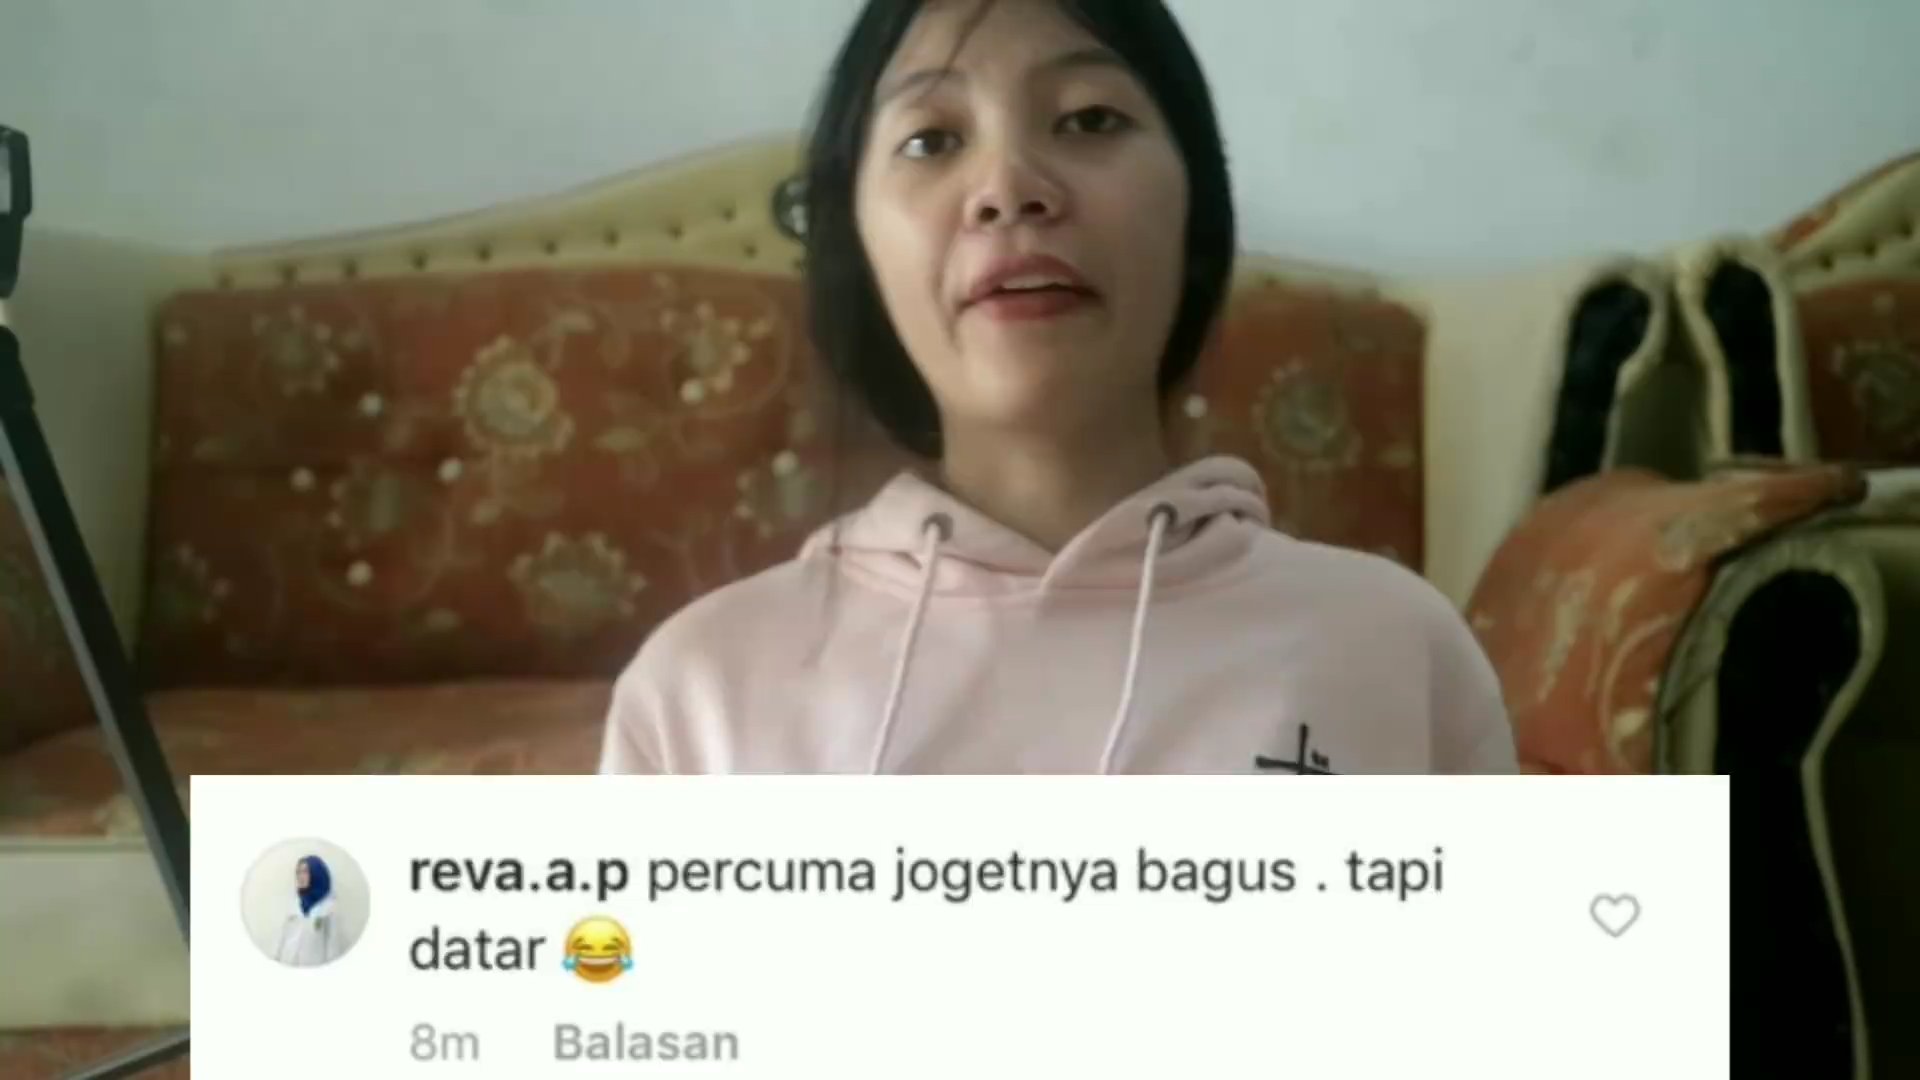 reva.a.p percuma jogetnya bagus . tapi
datar 😂
8m Balasan